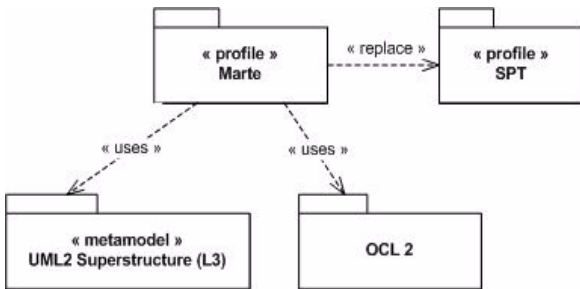 « profile »
Marte
« replace »
« profile »
SPT
« uses »
« uses »
« metamodel »
UML2 Superstructure (L3)
OCL 2